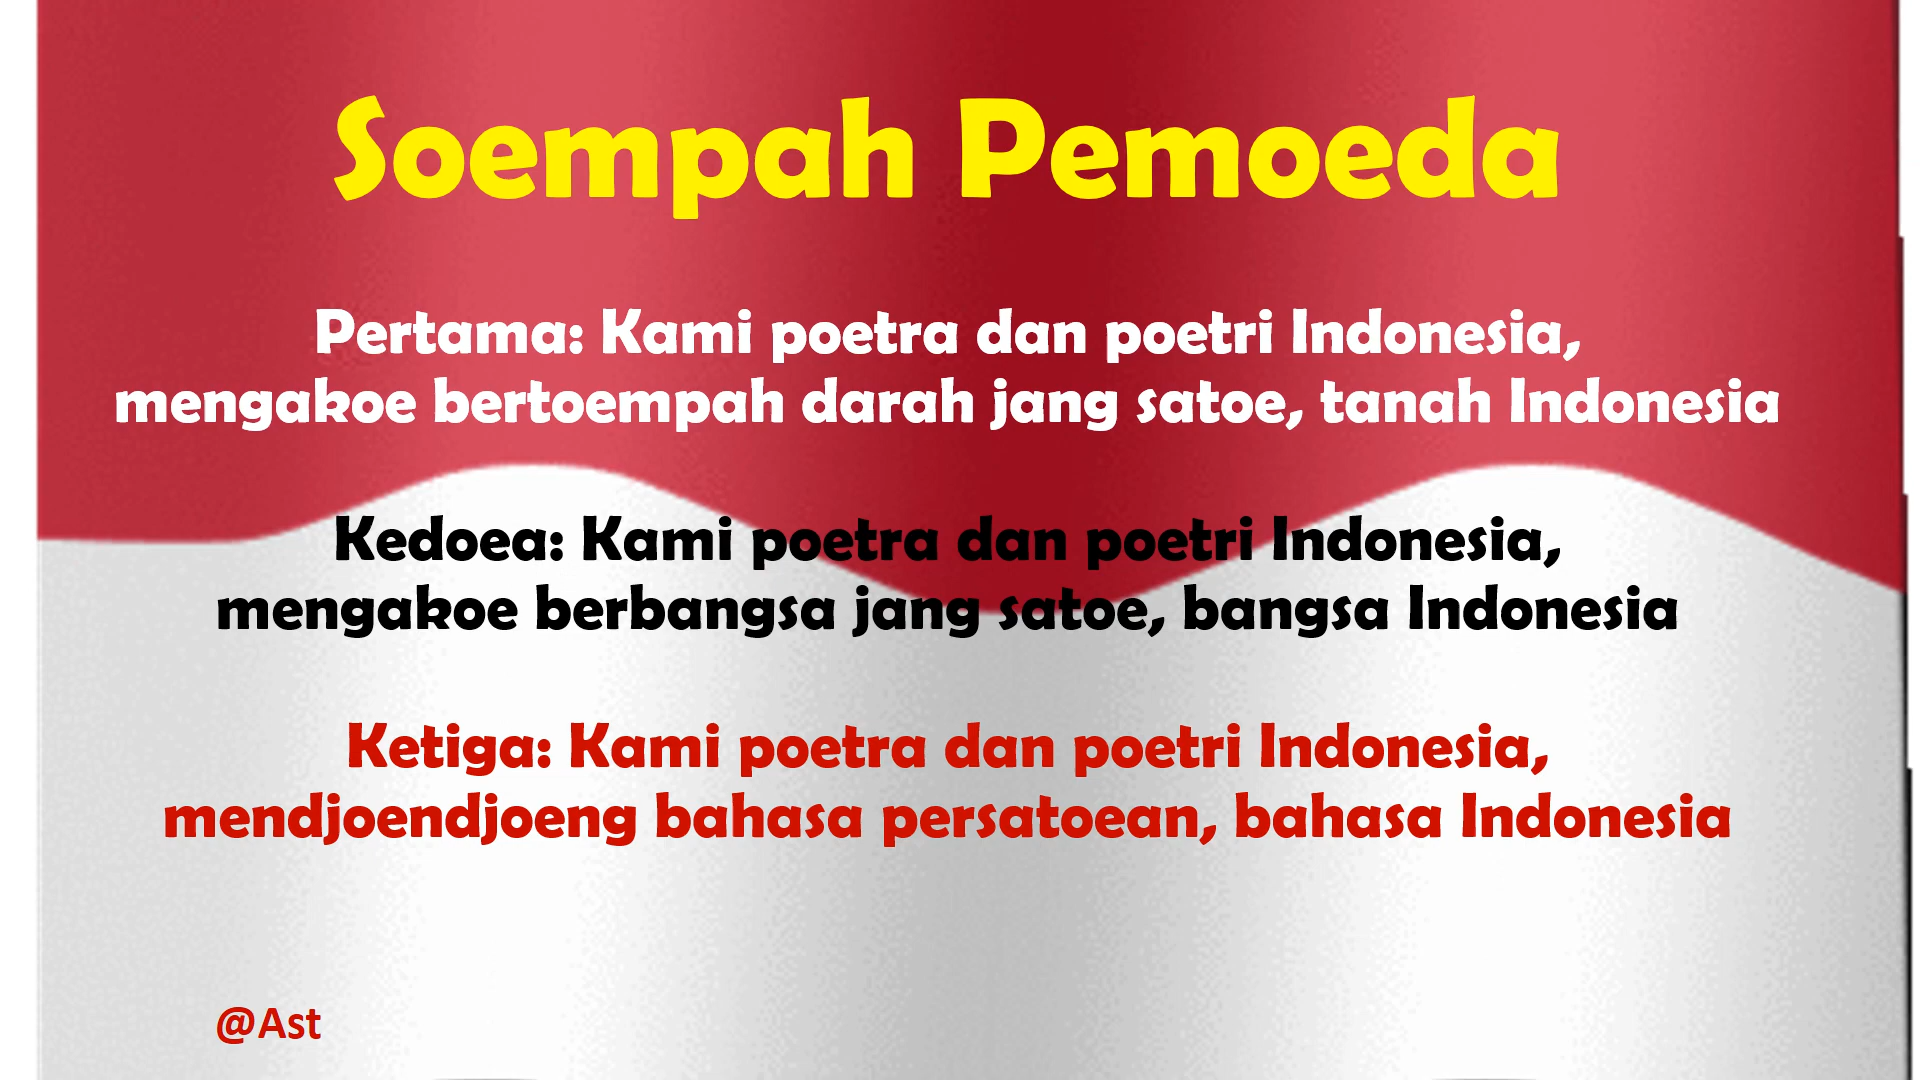 Soempah Pemoeda
Pertama: Kami poetra dan poetri Indonesia,
mengakoe bertoempah darah jang satoe, tanah Indonesia
Kedoea: Kami poetra dan poetri Indonesia,
mengakoe berbangsa jang satoe, bangsa Indonesia
Ketiga: Kami poetra dan poetri Indonesia,
mendjoendjoeng bahasa persatoean, bahasa Indonesia
@Ast